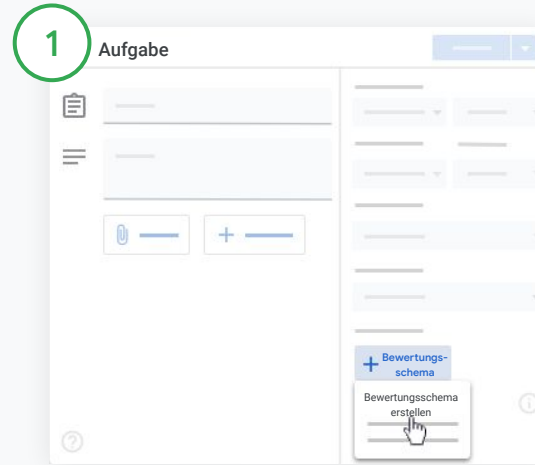 1
Aufgabe
Bewertungs-
schema
Bewertungsschema
erstellen